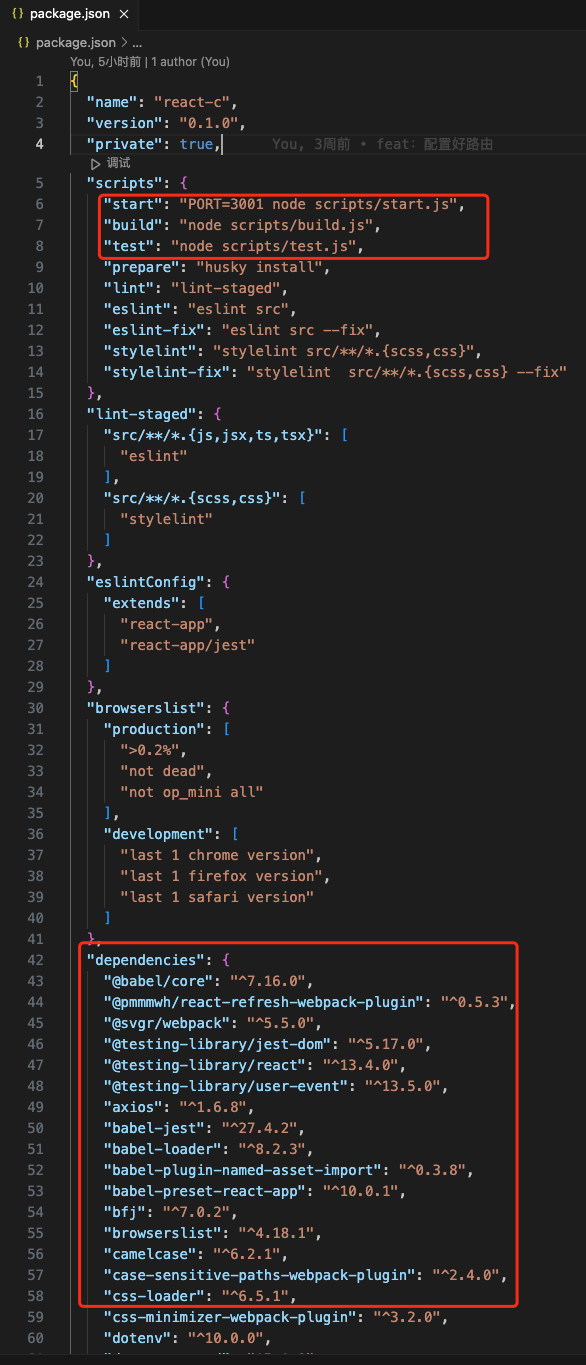 {} package.json ×
{} package.json > ...
You, 5小时前 | 1 author (You)
1 {
2 "name": "react-c",
3 "version": "0.1.0",
4 "private": true, You, 3周前 • feat: 配置好路由
▷ 调试
5 "scripts": {
6 "start": "PORT=3001 node scripts/start.js",
7 "build": "node scripts/build.js",
8 "test": "node scripts/test.js",
9 "prepare": "husky install",
10 "lint": "lint-staged",
11 "eslint": "eslint src",
12 "eslint-fix": "eslint src --fix",
13 "stylelint": "stylelint src/**/*.{scss,css}",
14 "stylelint-fix": "stylelint  src/**/*.{scss,css} --fix"
15 },
16 "lint-staged": {
17 "src/**/*.{js,jsx,ts,tsx}": [
18 "eslint"
19 ],
20 "src/**/*.{scss,css}": [
21 "stylelint"
22 ]
23 },
24 "eslintConfig": {
25 "extends": [
26 "react-app",
27 "react-app/jest"
28 ]
29 },
30 "browserslist": {
31 "production": [
32 ">0.2%",
33 "not dead",
34 "not op_mini all"
35 ],
36 "development": [
37 "last 1 chrome version",
38 "last 1 firefox version",
39 "last 1 safari version"
40 ]
41 },
42 "dependencies": {
43 "@babel/core": "^7.16.0",
44 "@pmmmwh/react-refresh-webpack-plugin": "^0.5.3",
45 "@svgr/webpack": "^5.5.0",
46 "@testing-library/jest-dom": "^5.17.0",
47 "@testing-library/react": "^13.4.0",
48 "@testing-library/user-event": "^13.5.0",
49 "axios": "^1.6.8",
50 "babel-jest": "^27.4.2",
51 "babel-loader": "^8.2.3",
52 "babel-plugin-named-asset-import": "^0.3.8",
53 "babel-preset-react-app": "^10.0.1",
54 "bfj": "^7.0.2",
55 "browserslist": "^4.18.1",
56 "camelcase": "^6.2.1",
57 "case-sensitive-paths-webpack-plugin": "^2.4.0",
58 "css-loader": "^6.5.1",
59 "css-minimizer-webpack-plugin": "^3.2.0",
60 "dotenv": "^10.0.0",